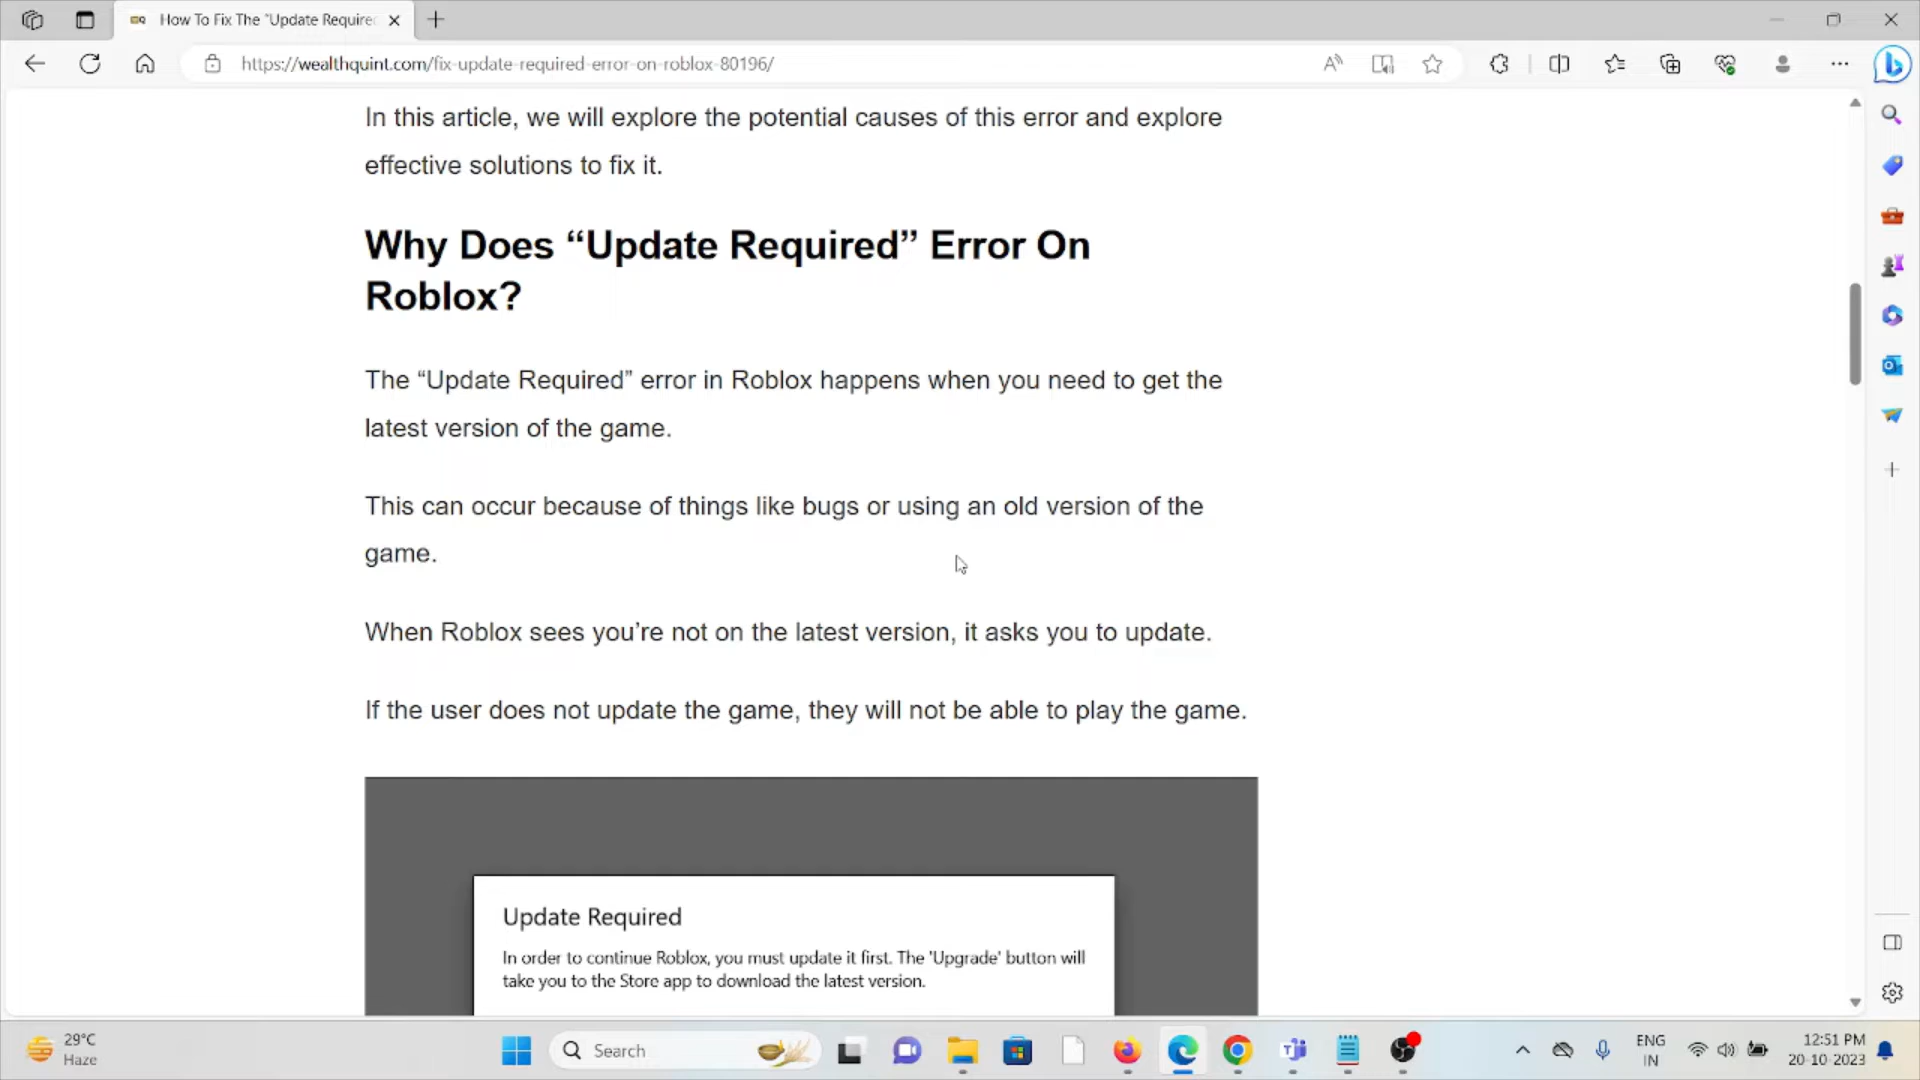 How To Fix The “Update Require
https://wealthquint.com/fix-update-required-error-on-roblox-80196/
In this article, we will explore the potential causes of this error and explore
effective solutions to fix it.
Why Does “Update Required” Error On
Roblox?
The “Update Required” error in Roblox happens when you need to get the
latest version of the game.
This can occur because of things like bugs or using an old version of the
game.
When Roblox sees you’re not on the latest version, it asks you to update.
If the user does not update the game, they will not be able to play the game.
Update Required
In order to continue Roblox, you must update it first. The 'Upgrade' button will
take you to the Store app to download the latest version.
29°C
Haze
Search
ENG
IN
12:51 PM
20-10-2023